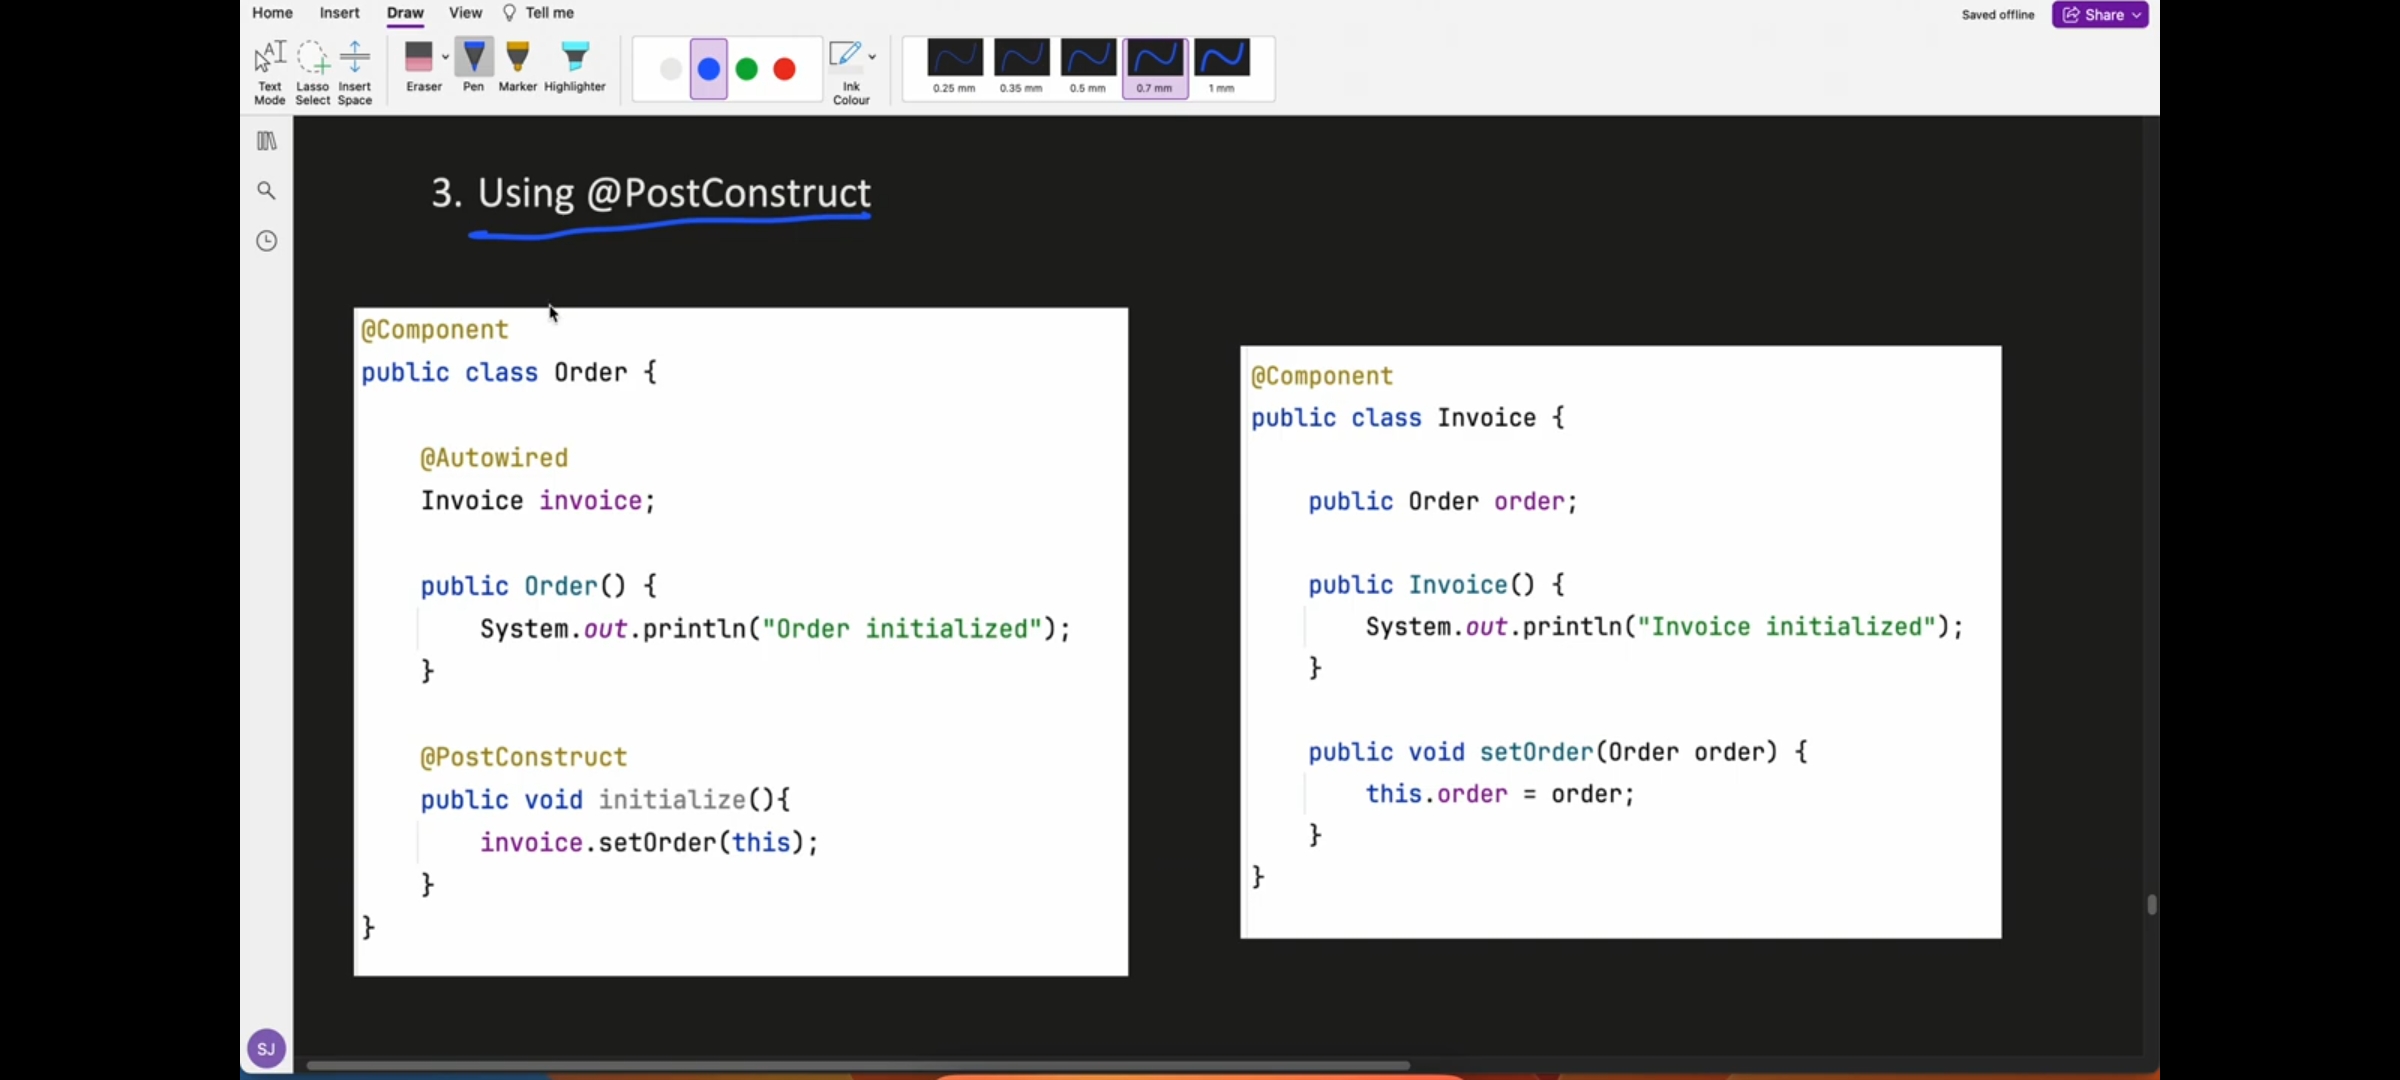 Home Insert Draw View Tell me
Saved offline Share
Text Mode
Lasso Select
Insert Space
Eraser Pen Marker Highlighter
Ink Colour
0.25 mm 0.35 mm 0.5 mm 0.7 mm 1 mm
3. Using @PostConstruct
@Component
public class Order {
@Autowired
Invoice invoice;
public Order() {
System.out.println("Order initialized");
}
@PostConstruct
public void initialize(){
invoice.setOrder(this);
}
}
@Component
public class Invoice {
public Order order;
public Invoice() {
System.out.println("Invoice initialized");
}
public void setOrder(Order order) {
this.order = order;
}
}
SJ